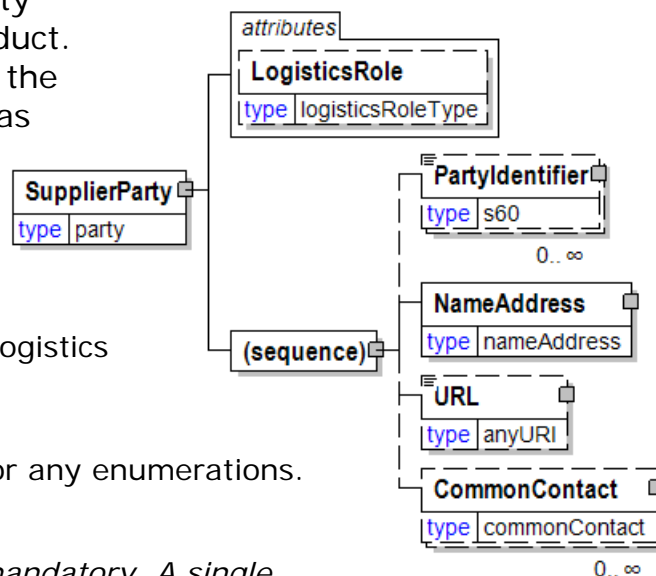 duct.
the
as
ogistics
or any enumerations.
mandatory. A single
attributes
LogisticsRole
type logisticsRoleType
SupplierParty
type party
(sequence)
PartyIdentifier
type s60
0.. ∞
NameAddress
type nameAddress
URL
type anyURI
CommonContact
type commonContact
0.. ∞